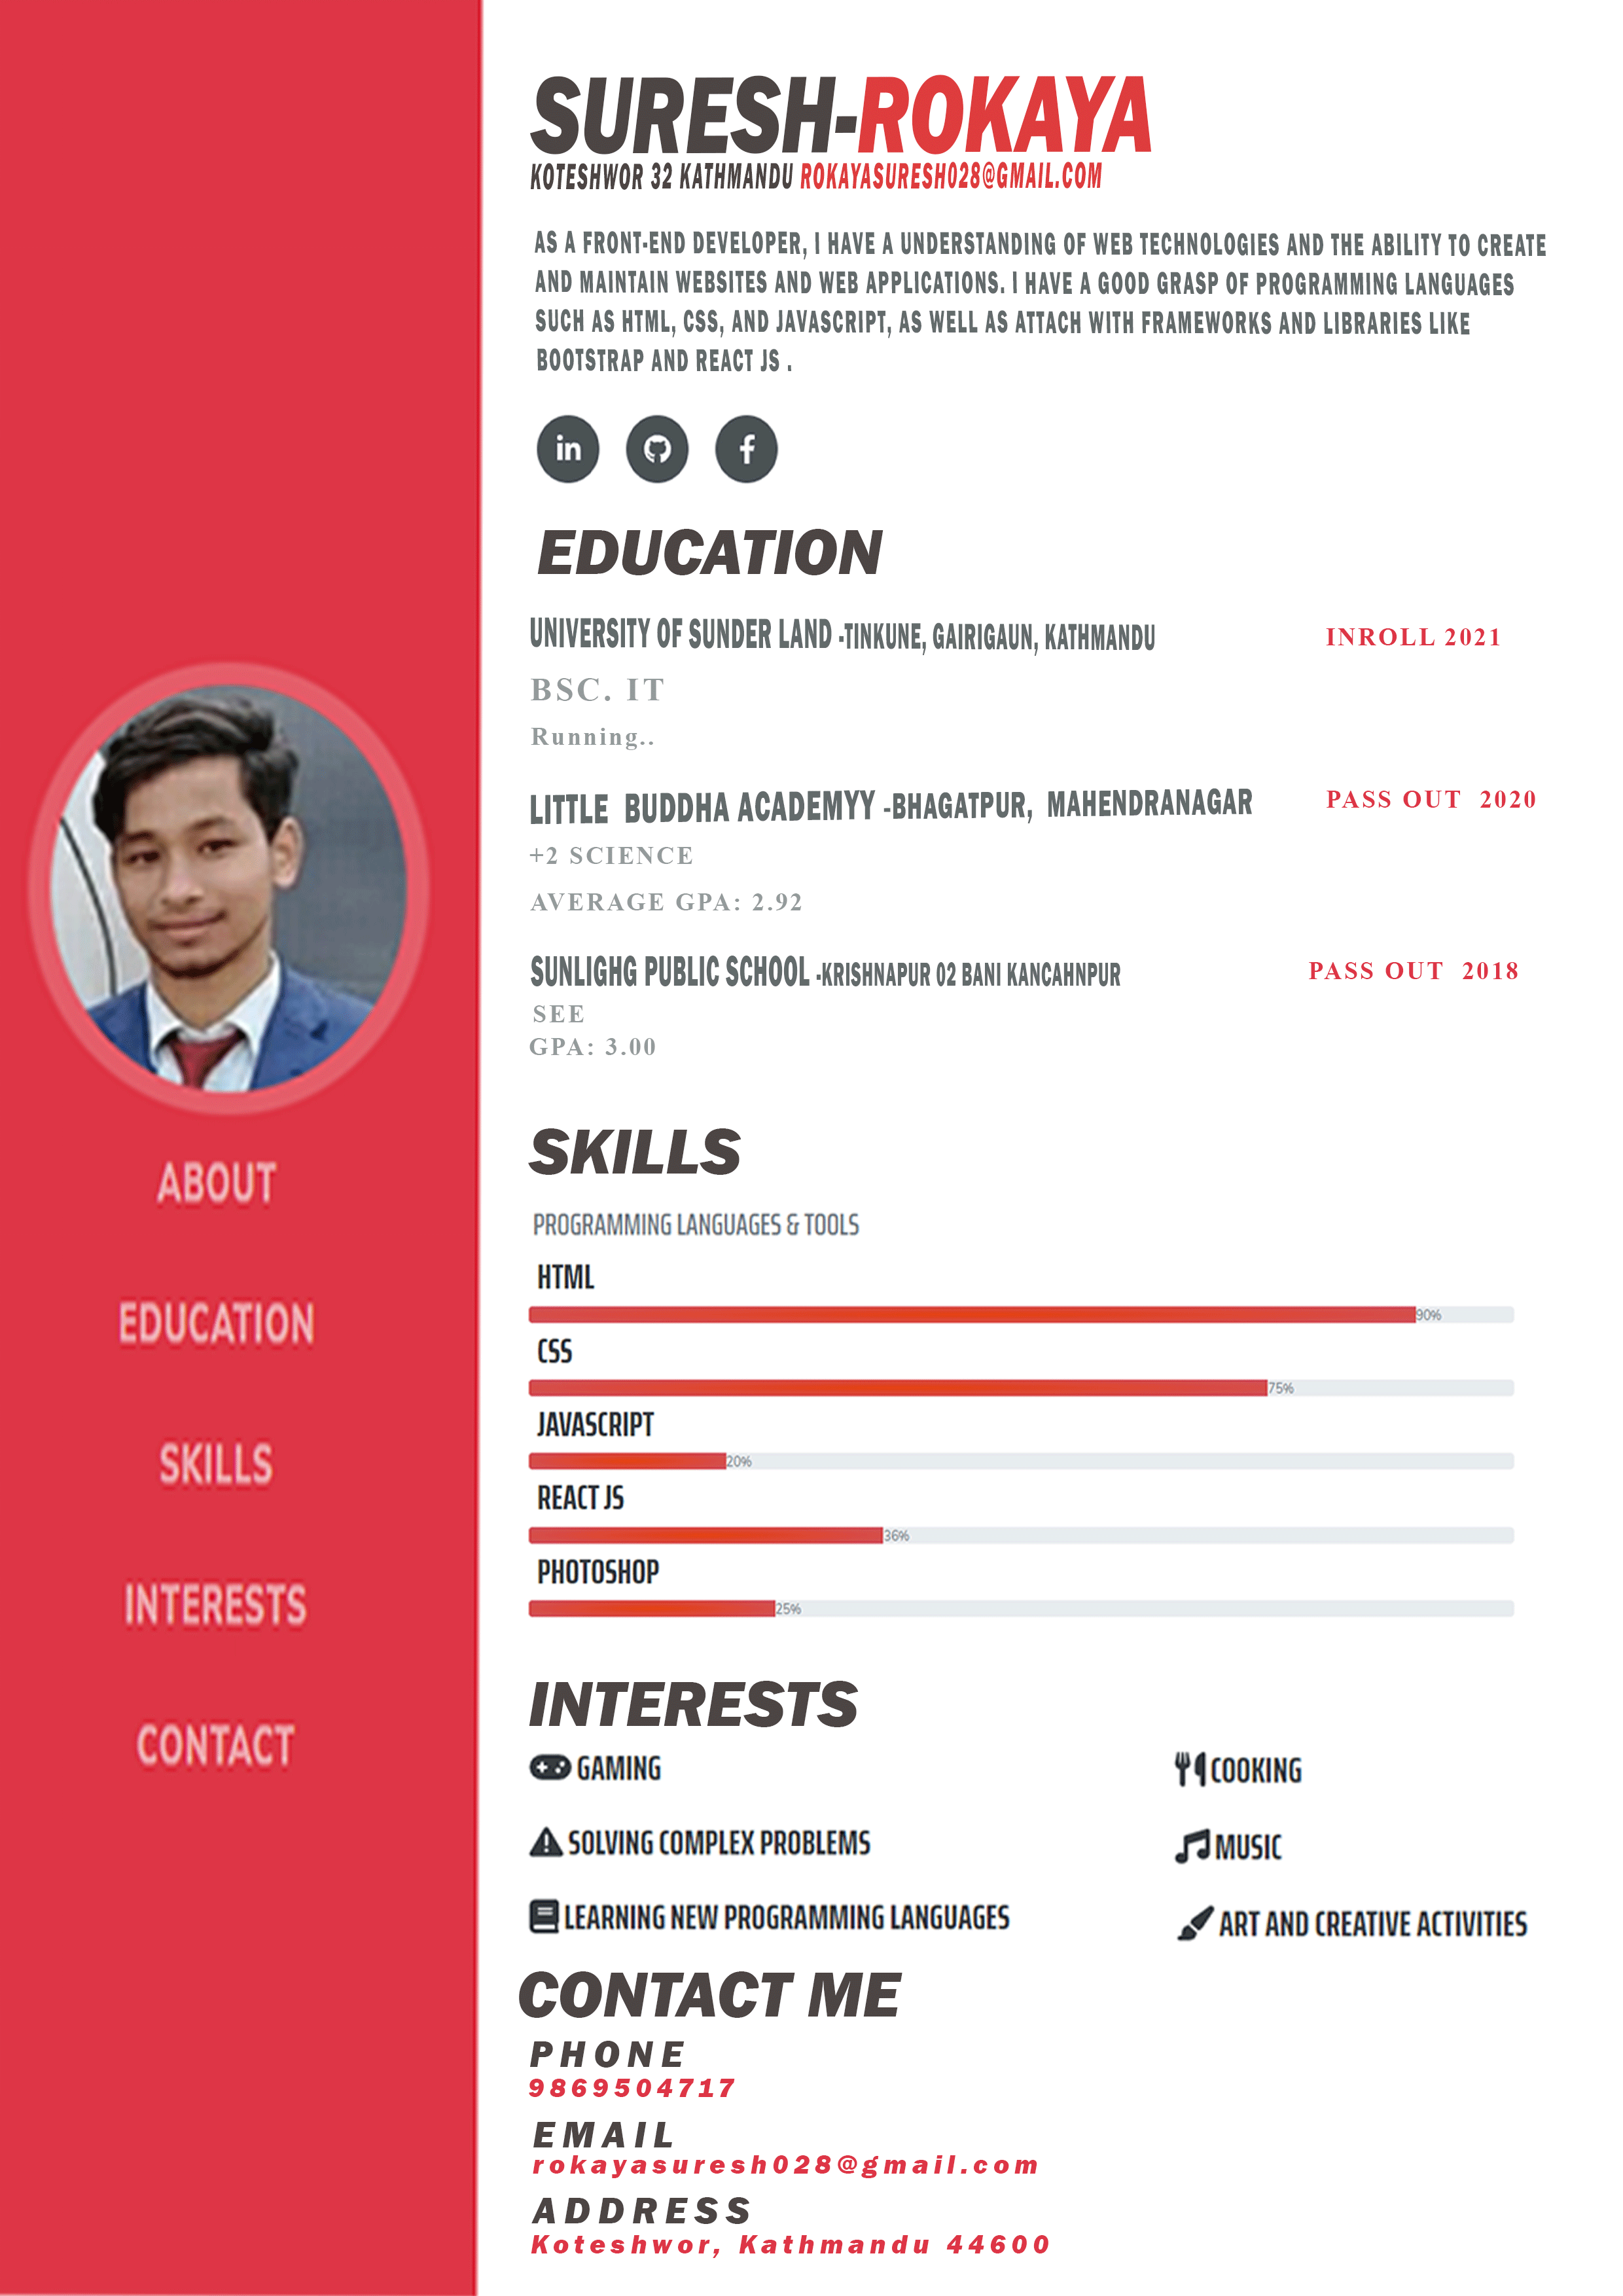 SURESH-ROKAYA
KOTESHWOR 32 KATHMANDU ROKAYASURESH028@GMAIL.COM
AS A FRONT-END DEVELOPER, I HAVE A UNDERSTANDING OF WEB TECHNOLOGIES AND THE ABILITY TO CREATE
AND MAINTAIN WEBSITES AND WEB APPLICATIONS. I HAVE A GOOD GRASP OF PROGRAMMING LANGUAGES
SUCH AS HTML, CSS, AND JAVASCRIPT, AS WELL AS ATTACH WITH FRAMEWORKS AND LIBRARIES LIKE
BOOTSTRAP AND REACT JS .
in f
EDUCATION
UNIVERSITY OF SUNDER LAND -TINKUNE, GAIRIGAUN, KATHMANDU INROLL 2021
BSC. IT
Running..
LITTLE BUDDHA ACADEMYY -BHAGATPUR, MAHENDRANAGAR PASS OUT 2020
+2 SCIENCE
AVERAGE GPA: 2.92
SUNLIGHG PUBLIC SCHOOL -KRISHNAPUR 02 BANI KANCAHNPUR PASS OUT 2018
SEE
GPA: 3.00
ABOUT
EDUCATION
SKILLS
INTERESTS
CONTACT
SKILLS
PROGRAMMING LANGUAGES & TOOLS
HTML
90%
CSS
75%
JAVASCRIPT
20%
REACT JS
36%
PHOTOSHOP
25%
INTERESTS
GAMING COOKING
SOLVING COMPLEX PROBLEMS MUSIC
LEARNING NEW PROGRAMMING LANGUAGES ART AND CREATIVE ACTIVITIES
CONTACT ME
PHONE
9869504717
EMAIL
rokayasuresh028@gmail.com
ADDRESS
Koteshwor, Kathmandu 44600